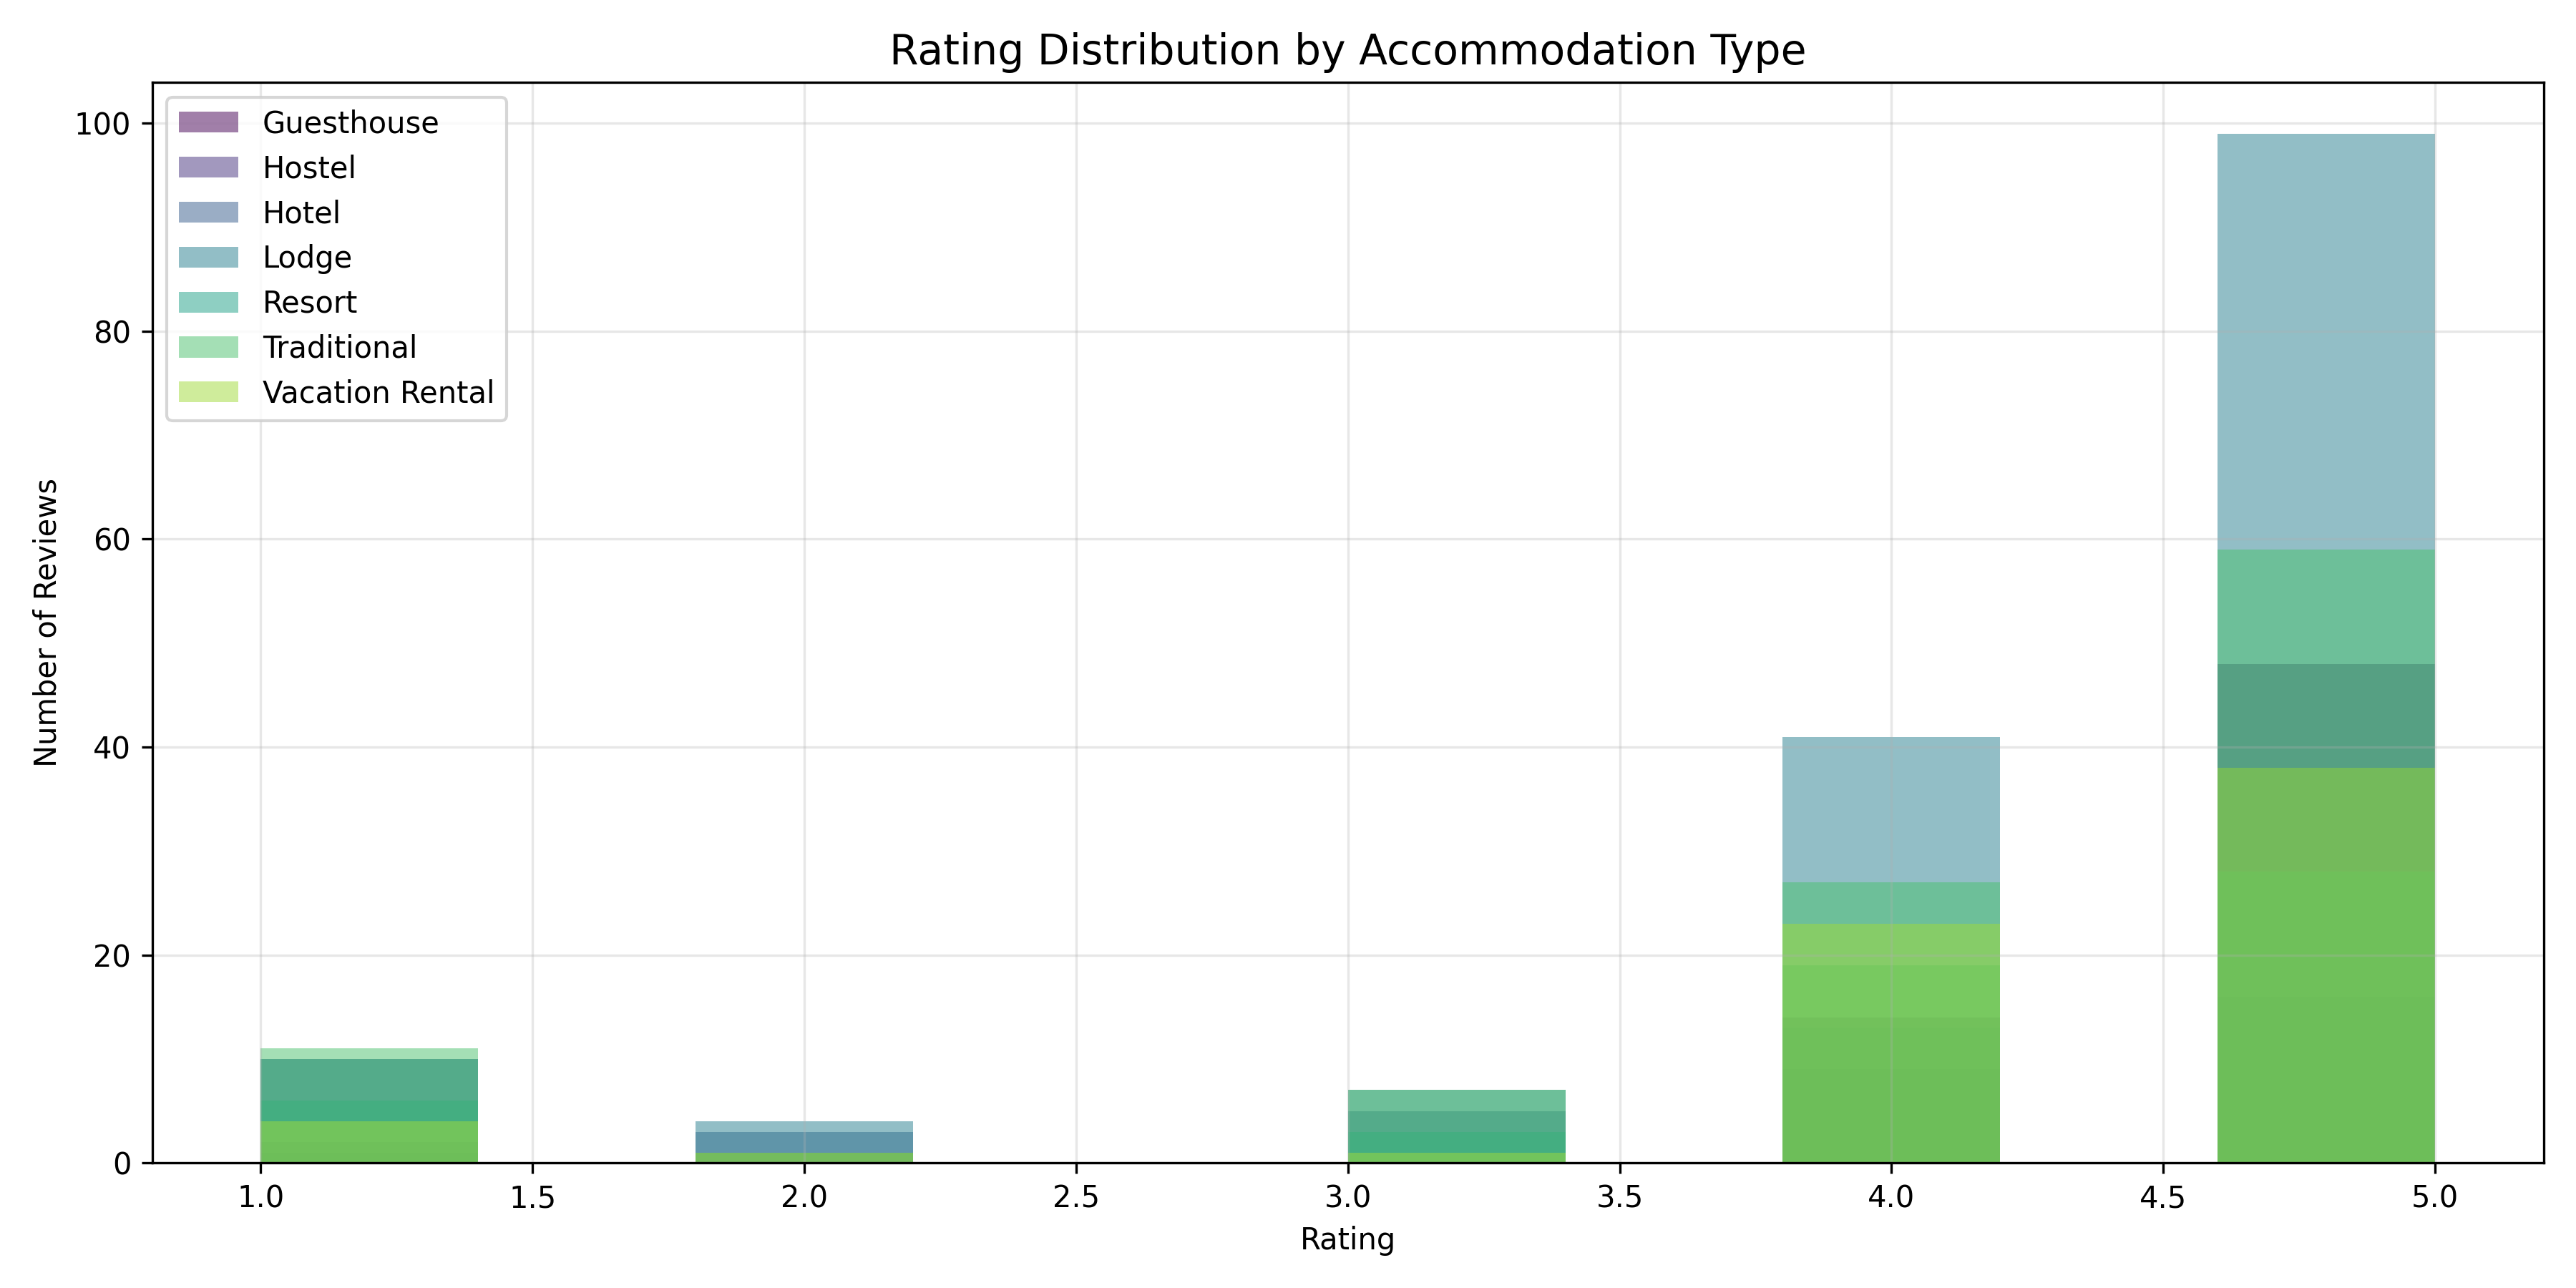 Rating Distribution by Accommodation Type
Guesthouse
Hostel
Hotel
Lodge
Resort
Traditional
Vacation Rental
Number of Reviews
100
80
60
40
20
0
1.0 1.5 2.0 2.5 3.0 3.5 4.0 4.5 5.0
Rating